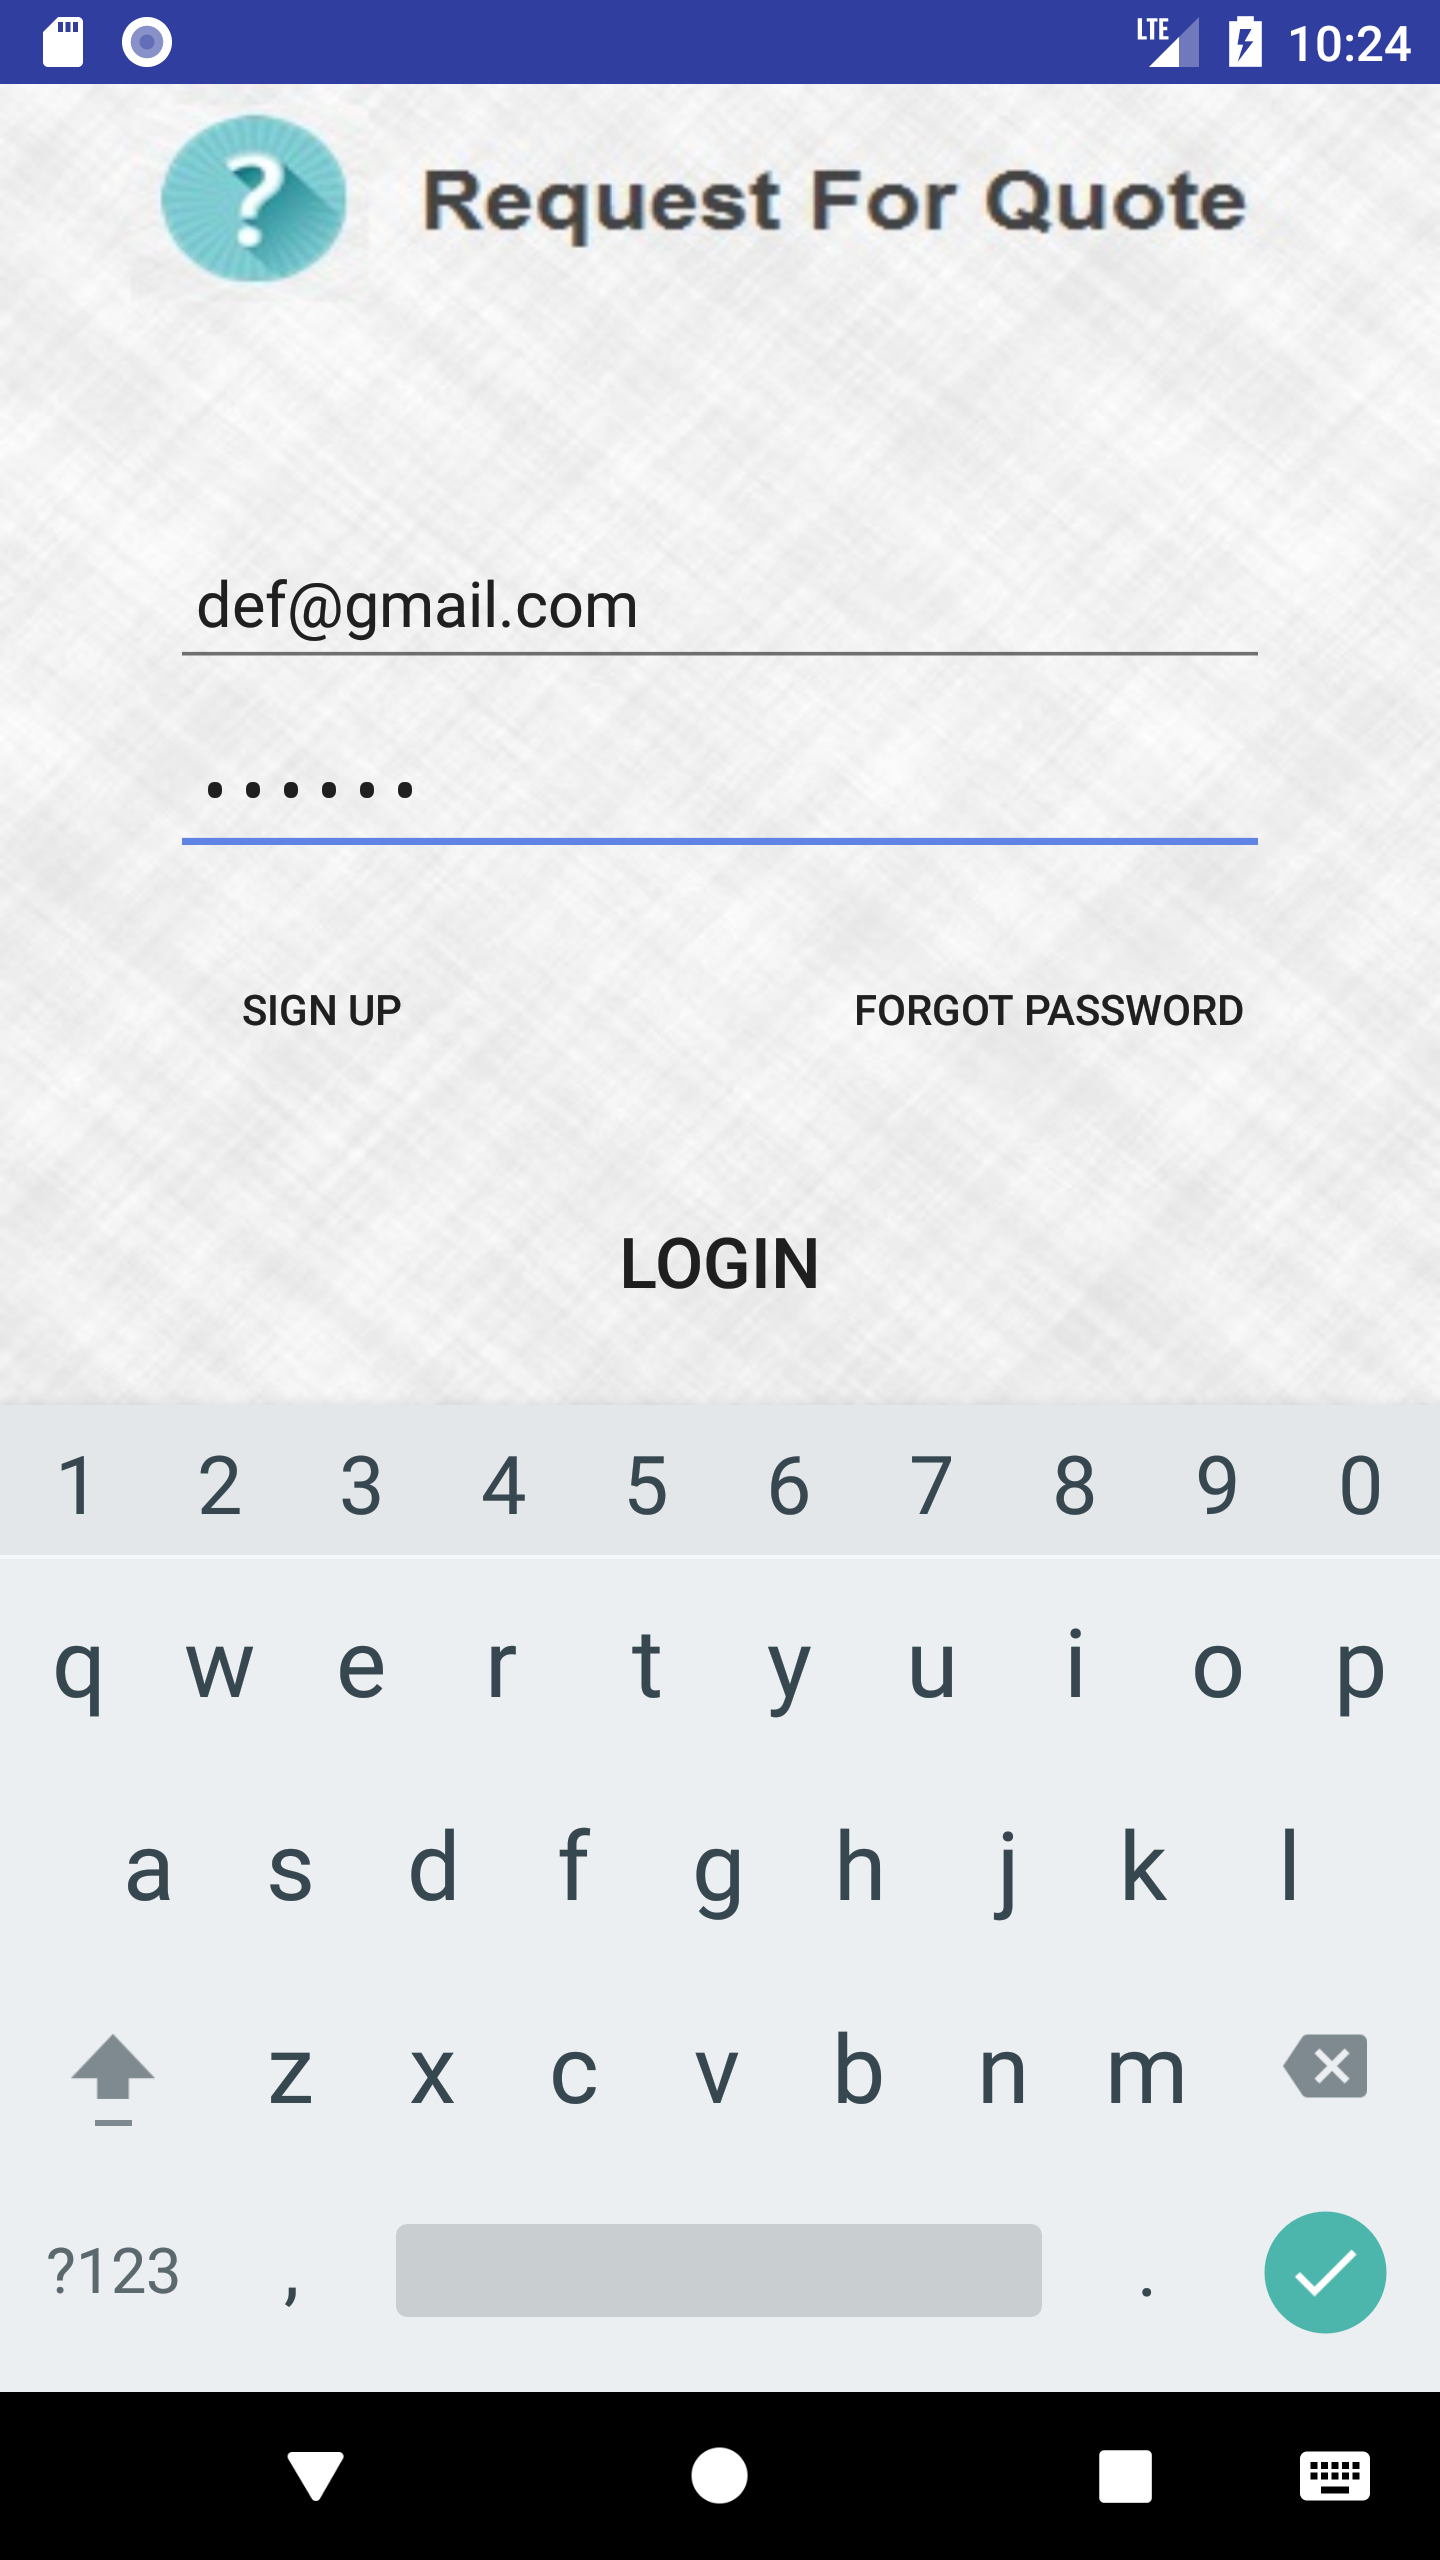 LTE 10:24
? Request For Quote
def@gmail.com
••••••
SIGN UP FORGOT PASSWORD
LOGIN
1 2 3 4 5 6 7 8 9 0
q w e r t y u i o p
a s d f g h j k l
z x c v b n m
?123 , .